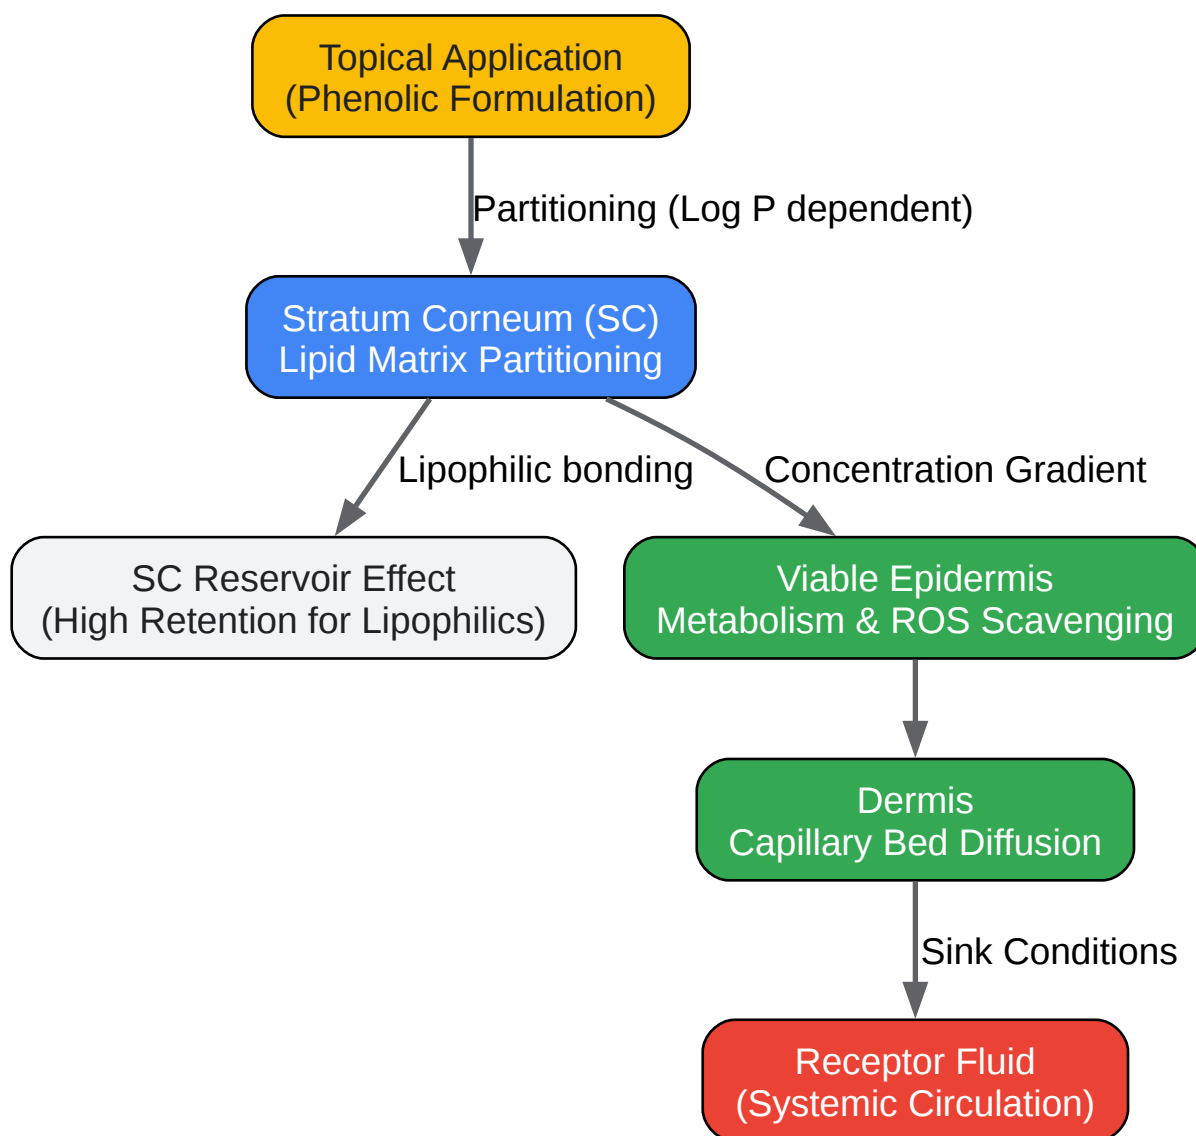 Topical Application
(Phenolic Formulation)
Partitioning (Log P dependent)
Stratum Corneum (SC)
Lipid Matrix Partitioning
Lipophilic bonding
Concentration Gradient
SC Reservoir Effect
(High Retention for Lipophilics)
Viable Epidermis
Metabolism & ROS Scavenging
Dermis
Capillary Bed Diffusion
Sink Conditions
Receptor Fluid
(Systemic Circulation)